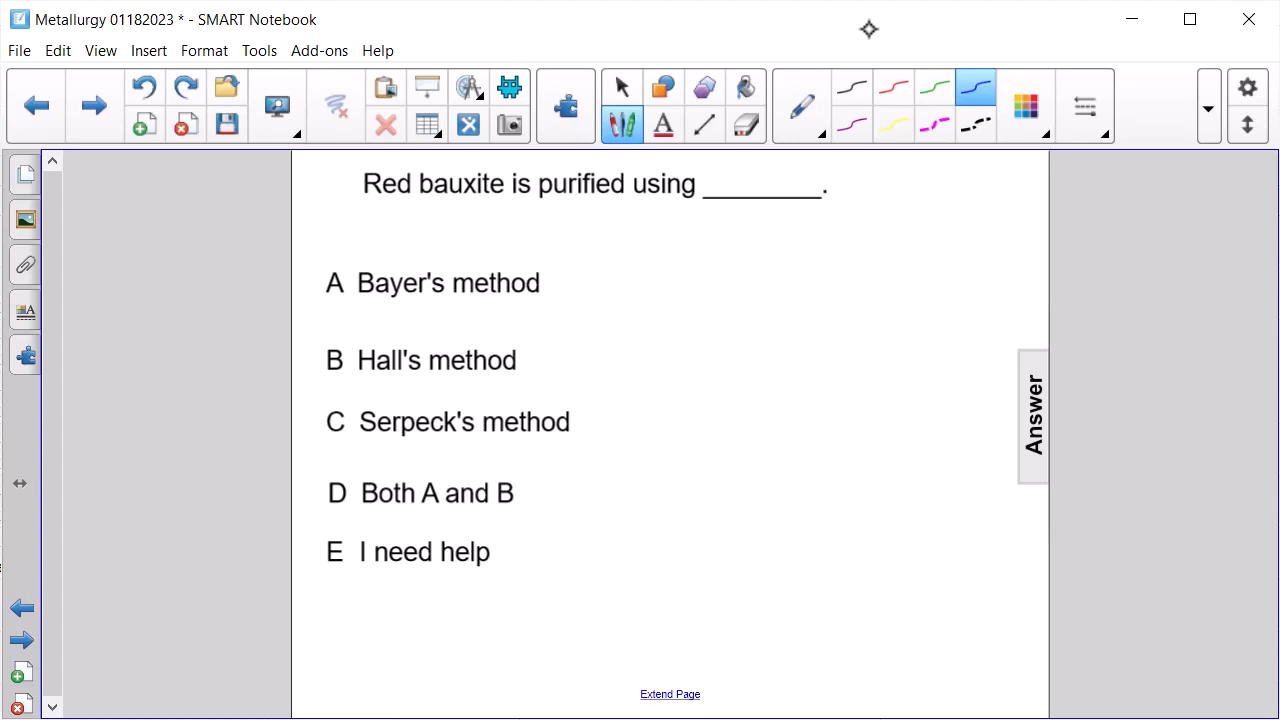 Metallurgy 01182023 * - SMART Notebook
File Edit View Insert Format Tools Add-ons Help
Red bauxite is purified using ________.
A Bayer's method
B Hall's method
C Serpeck's method
D Both A and B
E I need help
Answer
Extend Page